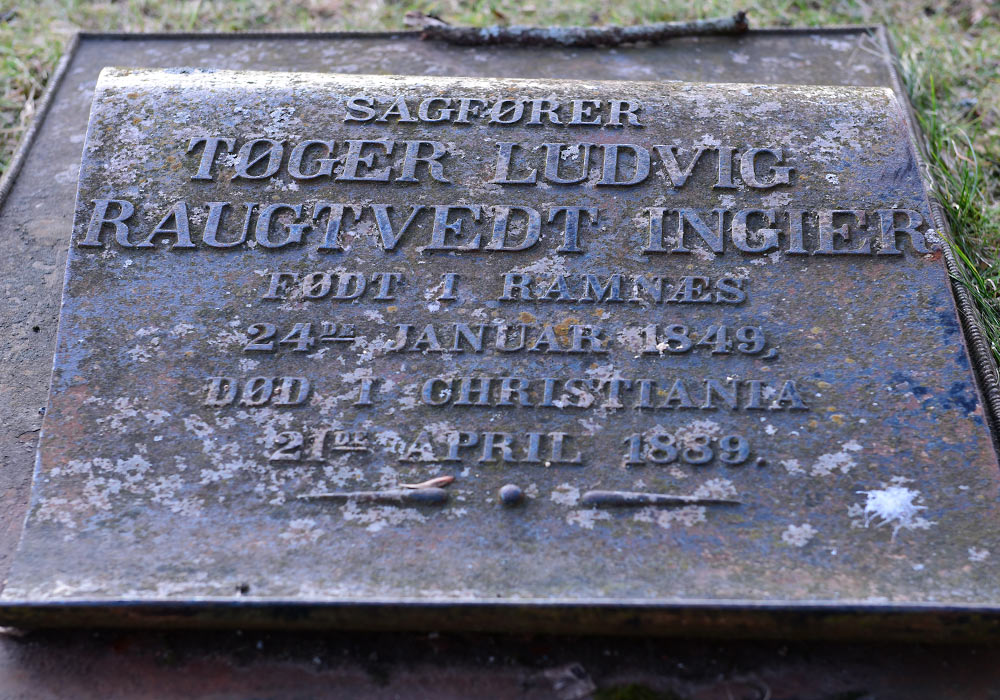 SAGFØRER
TØGER LUDVIG
RAUGTVEDT INGIER
FØDT I RAMNÆS
24DE JANUAR 1849,
DØD I CHRISTIANIA
21DE APRIL 1889.